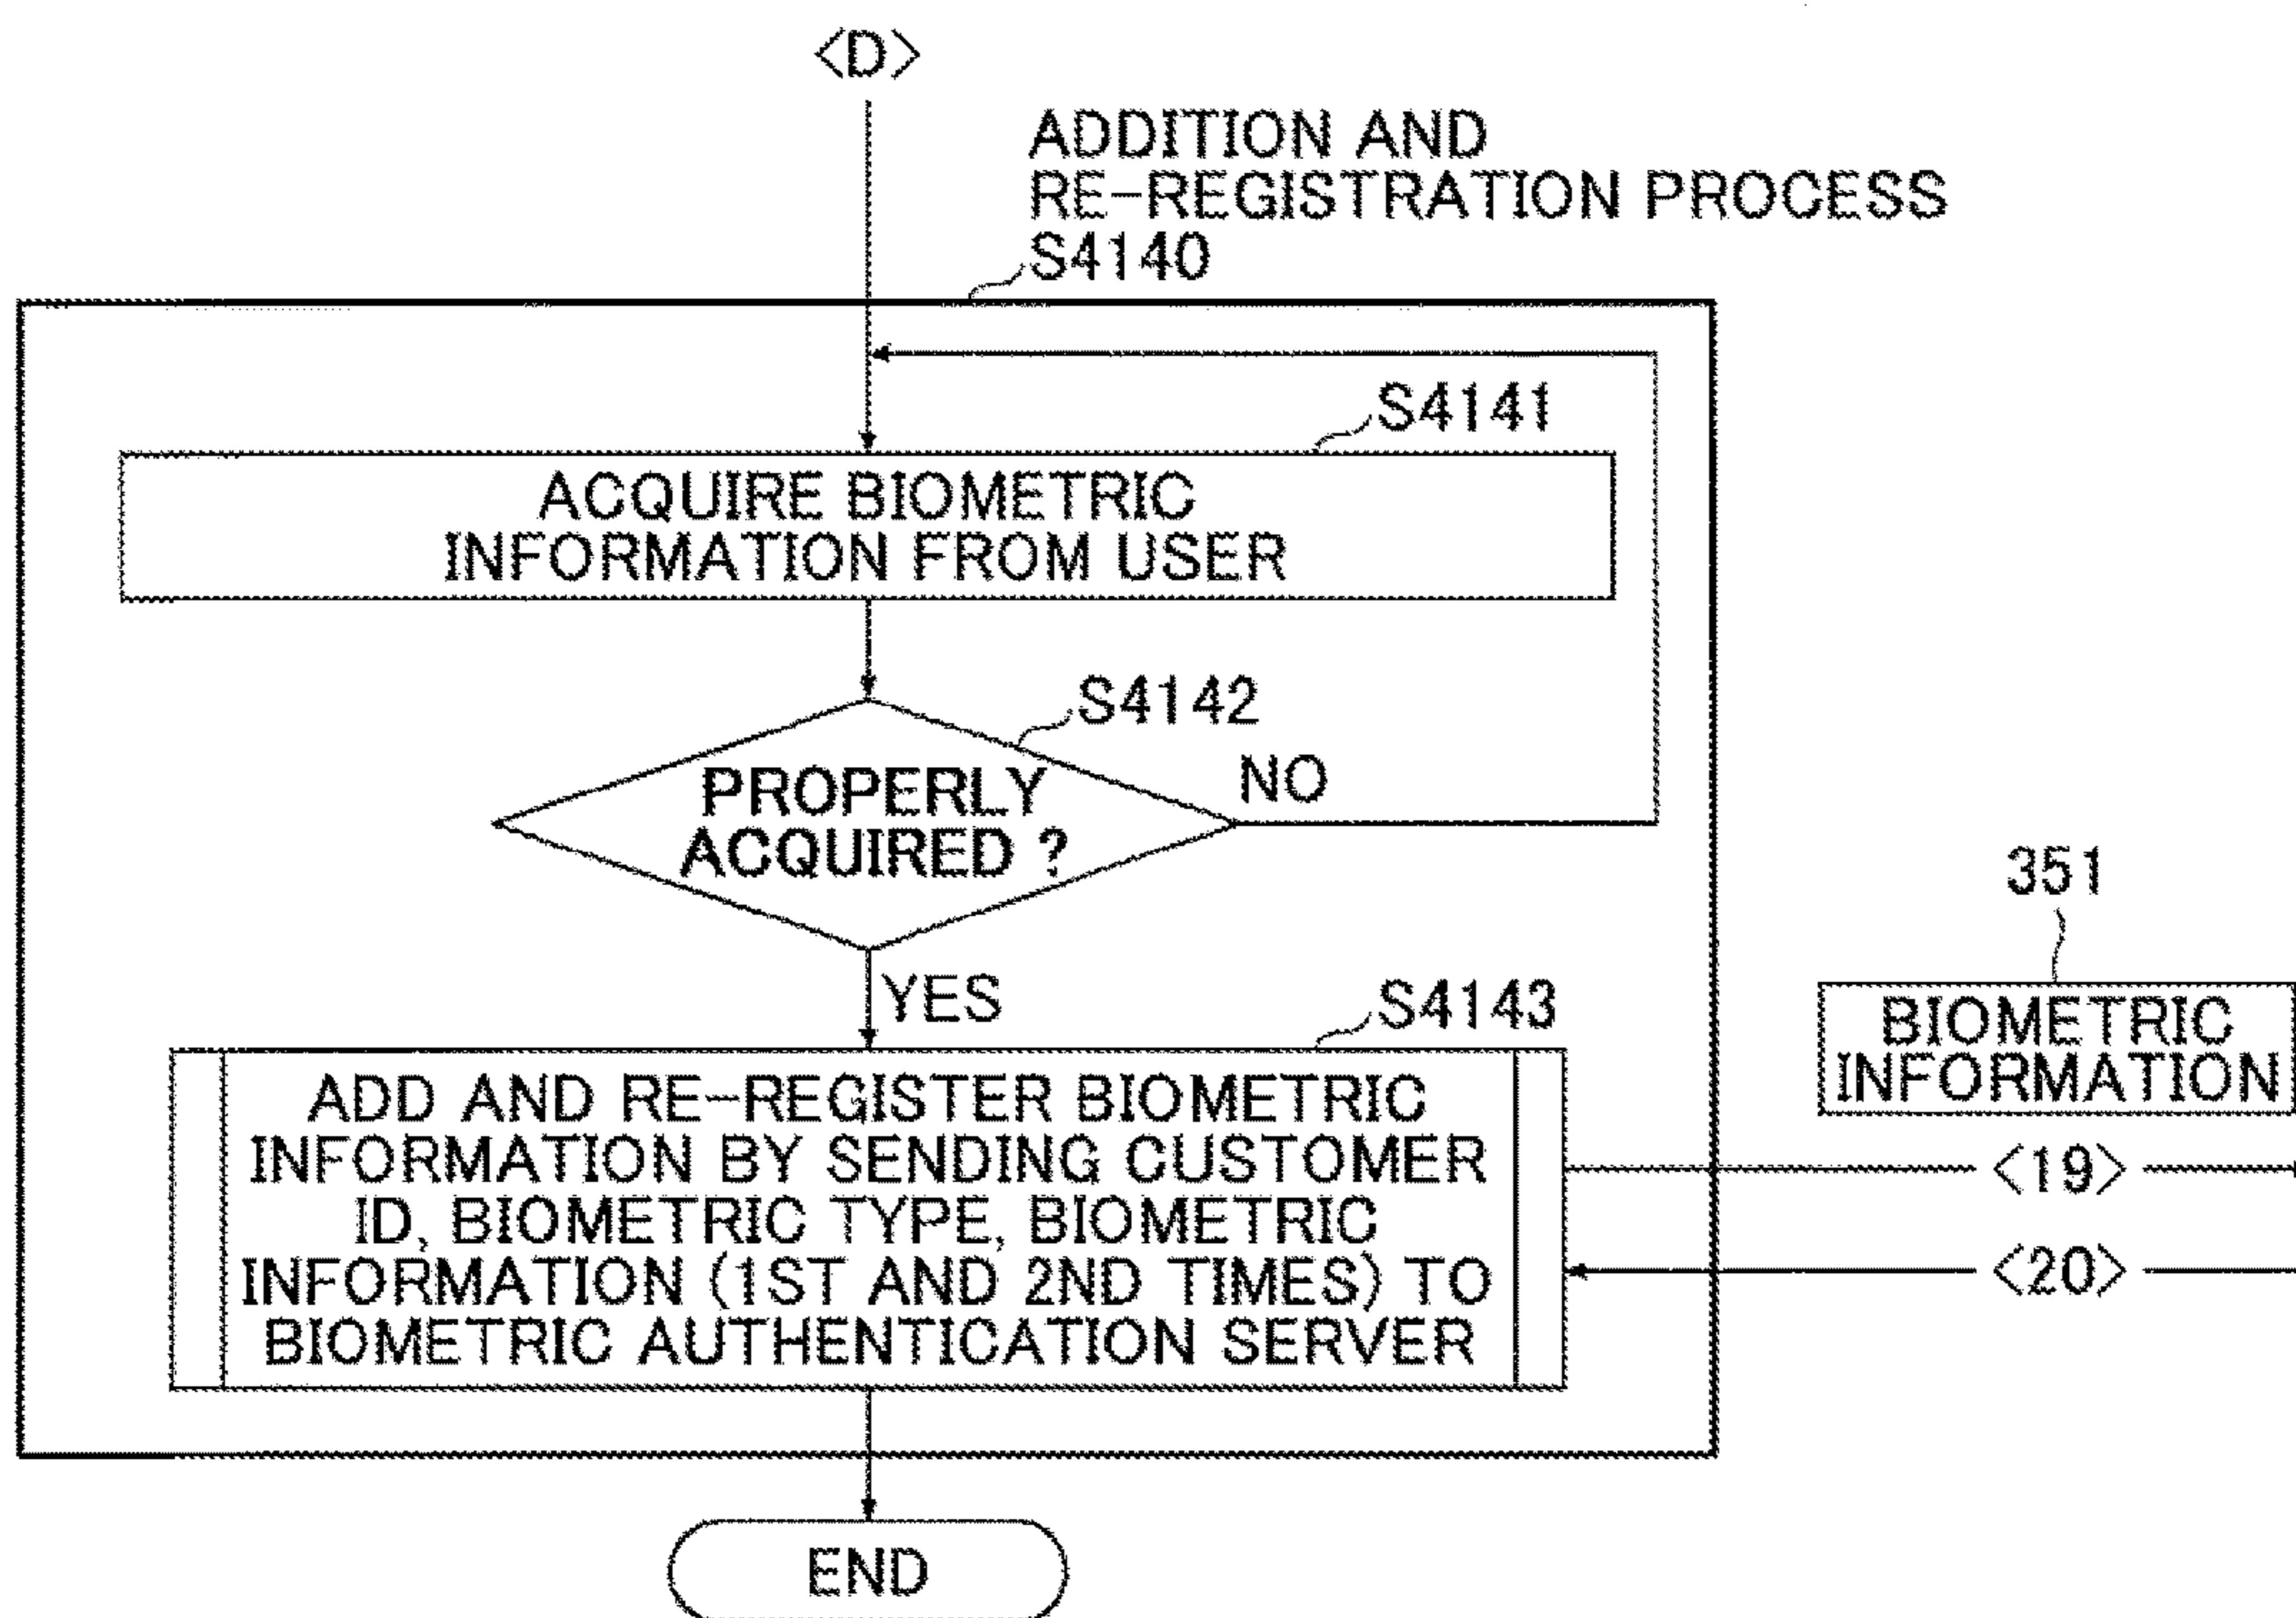 <D>
ADDITION AND
RE-REGISTRATION PROCESS
S4140
S4141
ACQUIRE BIOMETRIC
INFORMATION FROM USER
S4142
PROPERLY
ACQUIRED ?
NO
YES
S4143
ADD AND RE-REGISTER BIOMETRIC
INFORMATION BY SENDING CUSTOMER
ID, BIOMETRIC TYPE, BIOMETRIC
INFORMATION (1ST AND 2ND TIMES) TO
BIOMETRIC AUTHENTICATION SERVER
351
BIOMETRIC
INFORMATION
<19>
<20>
END